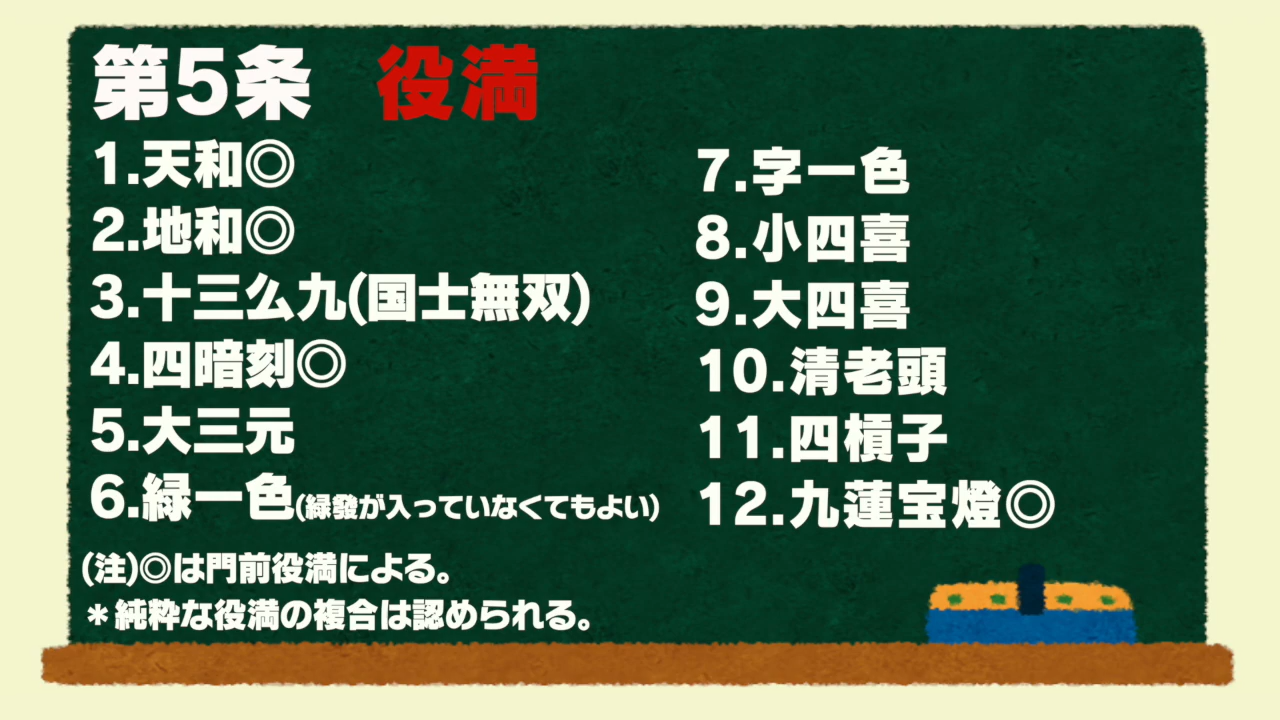 第5条 役満
1.天和◎
2.地和◎
3.十三么九(国士無双)
4.四暗刻◎
5.大三元
6.緑一色(緑發が入っていなくてもよい)
7.字一色
8.小四喜
9.大四喜
10.清老頭
11.四槓子
12.九蓮宝燈◎
(注)◎は門前役満による。
＊純粋な役満の複合は認められる。